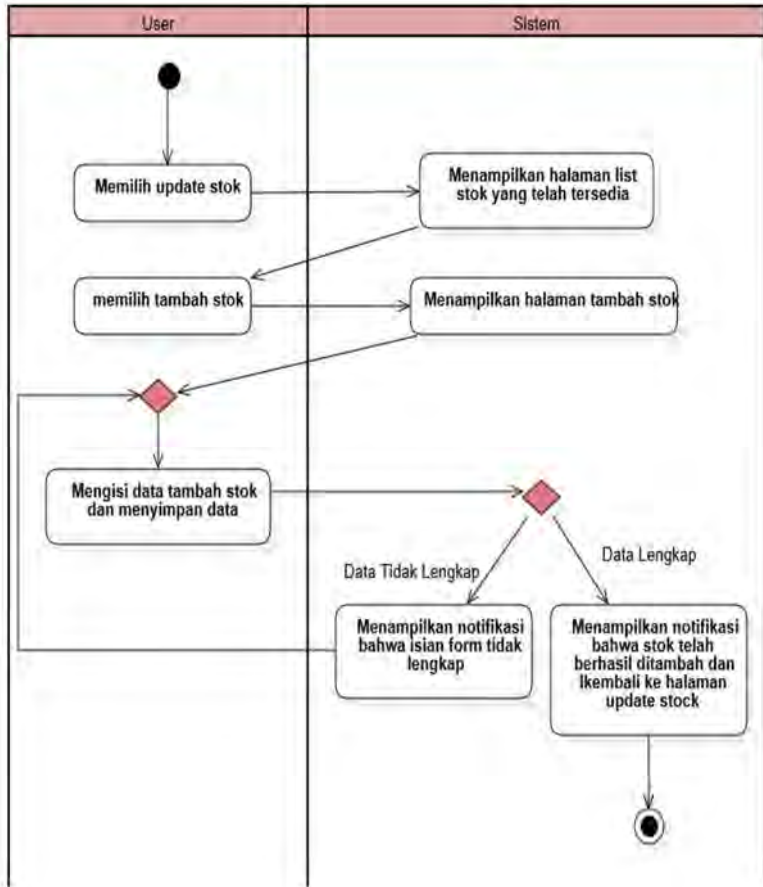 User
Sistem
Memilih update stok
Menampilkan halaman list
stok yang telah tersedia
memilih tambah stok
Menampilkan halaman tambah stok
Mengisi data tambah stok
dan menyimpan data
Data Tidak Lengkap
Data Lengkap
Menampilkan notifikasi
bahwa isian form tidak
lengkap
Menampilkan notifikasi
bahwa stok telah
berhasil ditambah dan
lkembali ke halaman
update stock